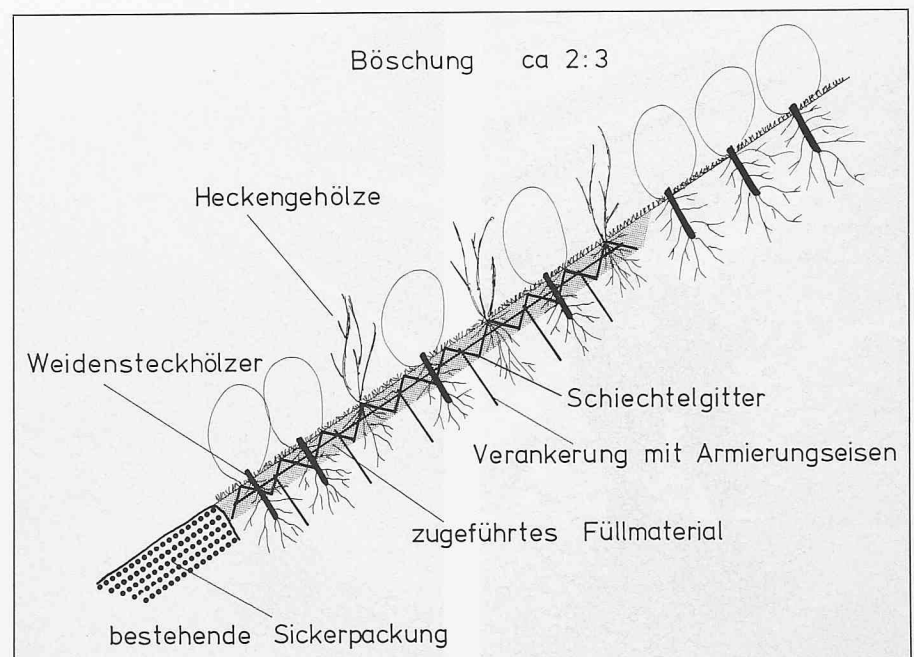 Böschung ca 2:3
Heckengehölze
Weidensteckhölzer
Schiechtelgitter
Verankerung mit Armierungseisen
zugeführtes Füllmaterial
bestehende Sickerpackung